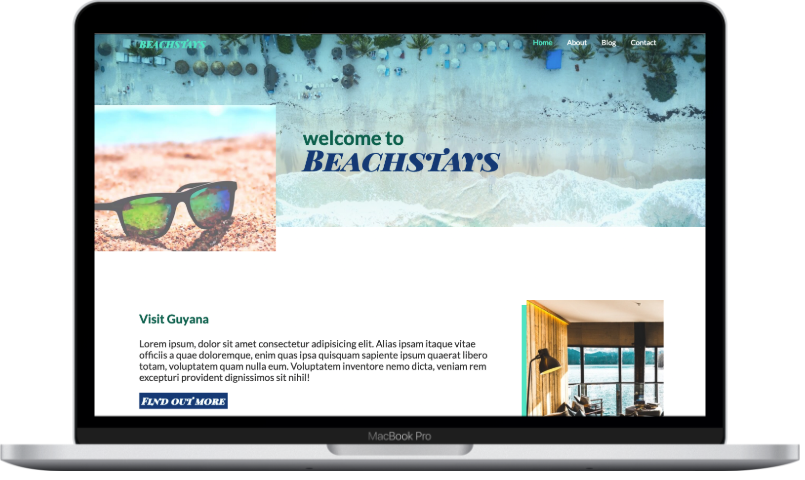 BEACHSTAYS
Home About Blog Contact
welcome to
BEACHSTAYS
Visit Guyana
Lorem ipsum, dolor sit amet consectetur adipisicing elit. Alias ipsam itaque vitae
officiis a quae doloremque, enim quas ipsa quisquam sapiente ipsum quaerat libero
totam, voluptatem quam nulla eum. Voluptatem inventore nemo dicta, veniam rem
excepturi provident dignissimos sit nihil!
FIND OUT MORE
MacBook Pro